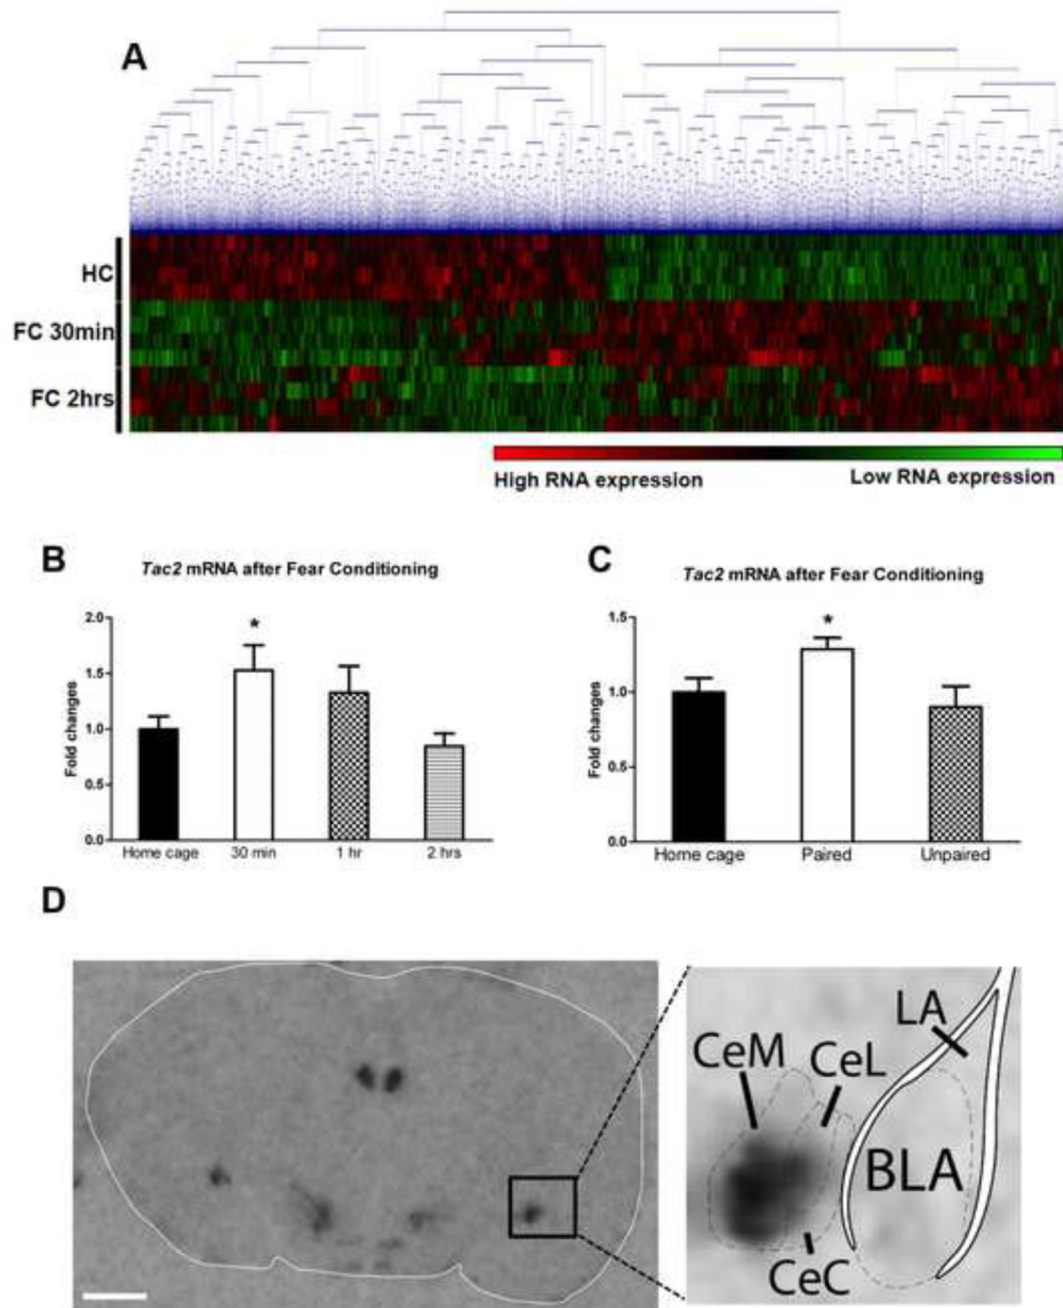 A
HC
FC 30min
FC 2hrs
High RNA expression
Low RNA expression
B
Tac2 mRNA after Fear Conditioning
Fold changes
2.0
1.5
1.0
0.5
0.0
*
Home cage
30 min
1 hr
2 hrs
C
Tac2 mRNA after Fear Conditioning
Fold changes
1.5
1.0
0.5
0.0
*
Home cage
Paired
Unpaired
D
LA
CeM
CeL
BLA
CeC